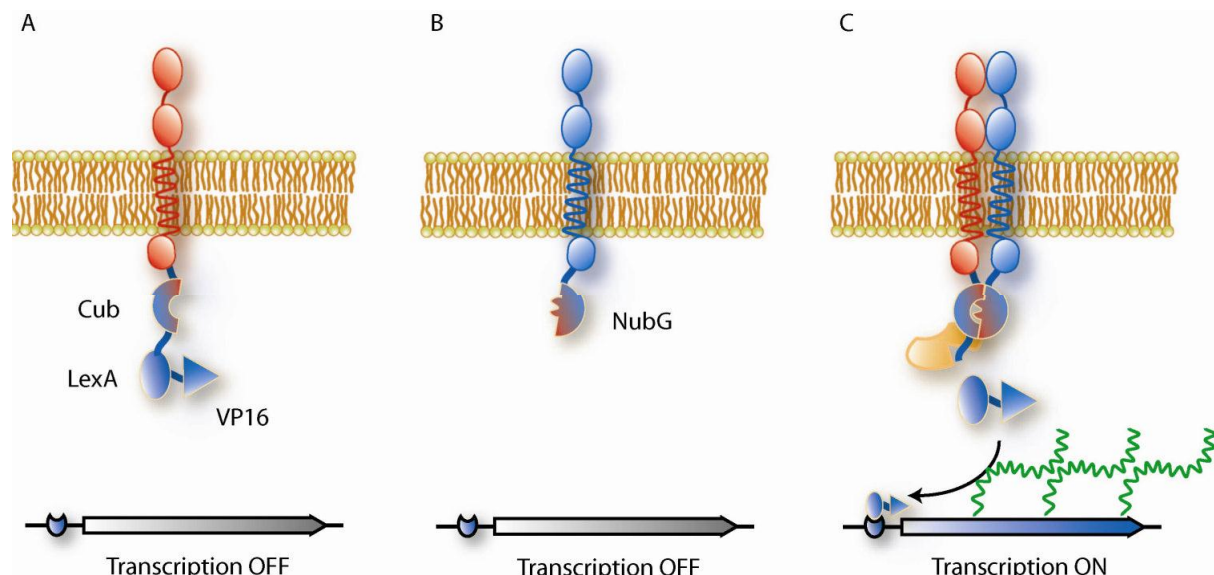 A
B
C
Cub
NubG
LexA
VP16
Transcription OFF
Transcription OFF
Transcription ON